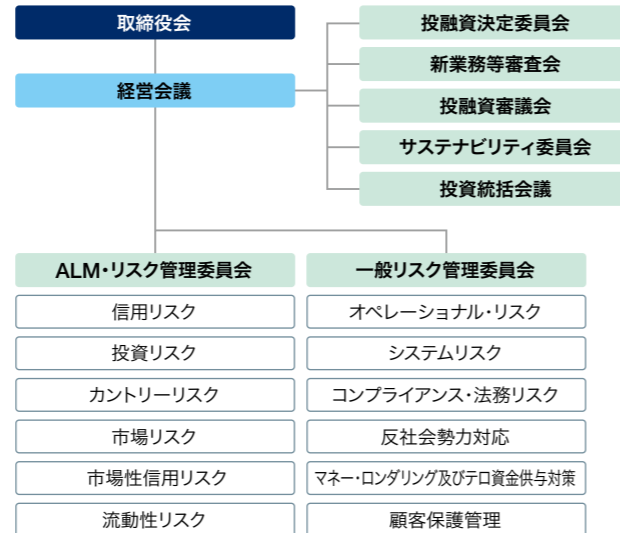 取締役会
経営会議
投融資決定委員会
新業務等審査会
投融資審議会
サステナビリティ委員会
投資統括会議
ALM・リスク管理委員会
信用リスク
投資リスク
カントリーリスク
市場リスク
市場性信用リスク
流動性リスク
一般リスク管理委員会
オペレーショナル・リスク
システムリスク
コンプライアンス・法務リスク
反社会勢力対応
マネー・ロンダリング及びテロ資金供与対策
顧客保護管理